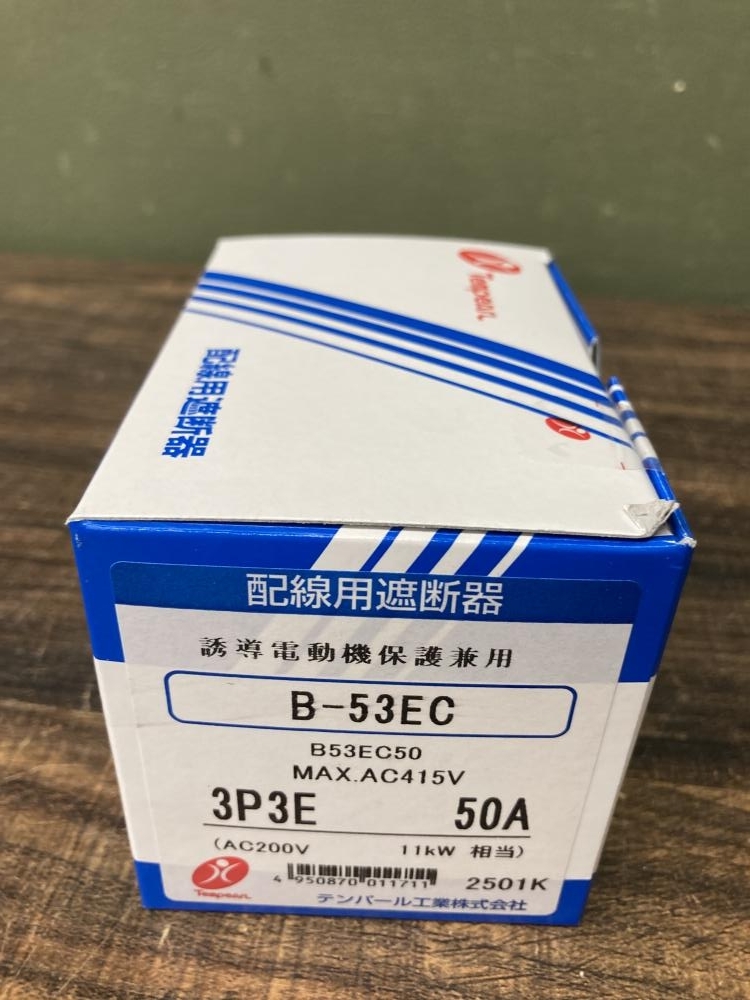 Tempearl
配線用遮断器
配線用遮断器
誘導電動機保護兼用
B-53EC
B53EC50
MAX.AC415V
3P3E 50A
(AC200V 11kW 相当)
Tempearl
4 950870 011711 2501K
テンパール工業株式会社